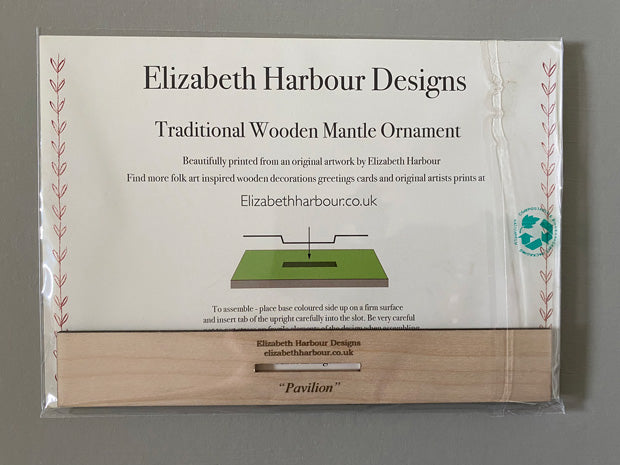 Elizabeth Harbour Designs
Traditional Wooden Mantle Ornament
Beautifully printed from an original artwork by Elizabeth Harbour
Find more folk art inspired wooden decorations greetings cards and original artists prints at
Elizabethharbour.co.uk
To assemble - place base coloured side up on a firm surface
and insert tab of the upright carefully into the slot. Be very careful
Elizabeth Harbour Designs
elizabethharbour.co.uk
"Pavilion"